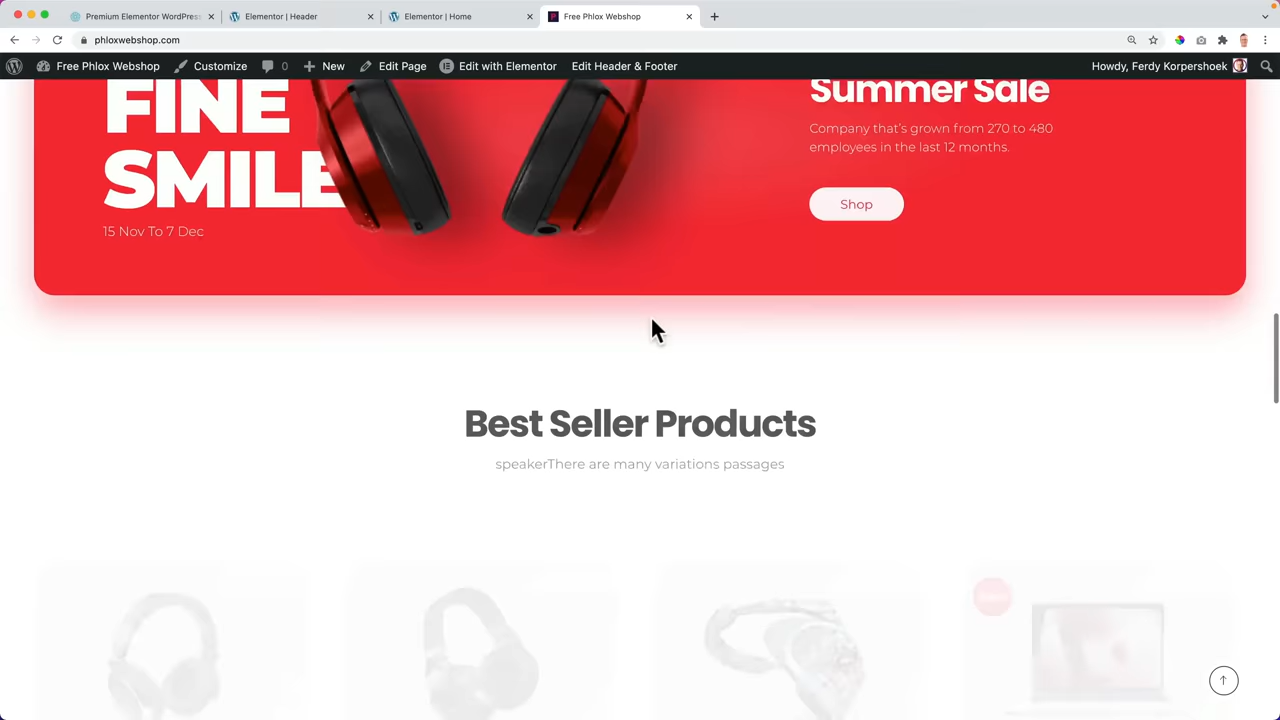 Premium Elementor WordPress
Elementor | Header
Elementor | Home
Free Phlox Webshop
phloxwebshop.com
Free Phlox Webshop
Customize
0
New
Edit Page
Edit with Elementor
Edit Header & Footer
Howdy, Ferdy Korpershoek
FINE
SMILE
15 Nov To 7 Dec
Summer Sale
Company that's grown from 270 to 480
employees in the last 12 months.
Shop
Best Seller Products
speakerThere are many variations passages